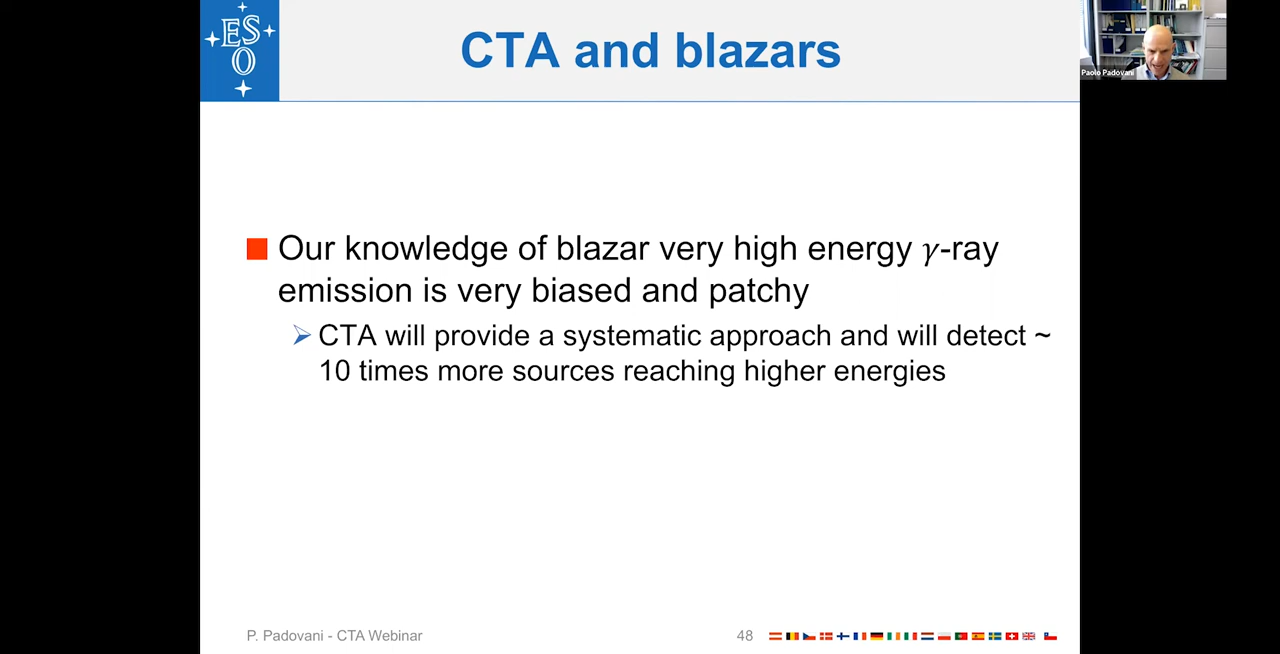 ES
O
CTA and blazars
Paolo Padovani
Our knowledge of blazar very high energy γ-ray
emission is very biased and patchy
CTA will provide a systematic approach and will detect ~
10 times more sources reaching higher energies
P. Padovani - CTA Webinar
48